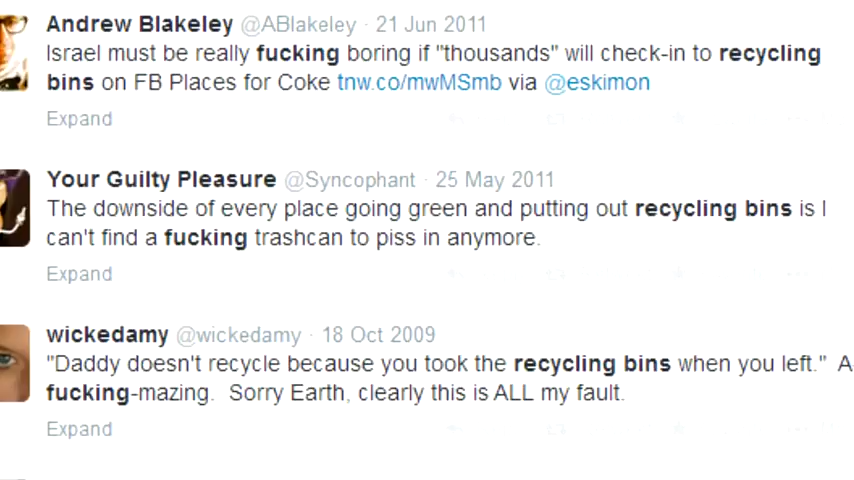 Andrew Blakeley @ABlakeley · 21 Jun 2011
Israel must be really fucking boring if "thousands" will check-in to recycling
bins on FB Places for Coke tnw.co/mwMSmb via @eskimon
Expand
Your Guilty Pleasure @Syncophant · 25 May 2011
The downside of every place going green and putting out recycling bins is I
can't find a fucking trashcan to piss in anymore.
Expand
wickedamy @wickedamy · 18 Oct 2009
"Daddy doesn't recycle because you took the recycling bins when you left." A
fucking-mazing. Sorry Earth, clearly this is ALL my fault.
Expand